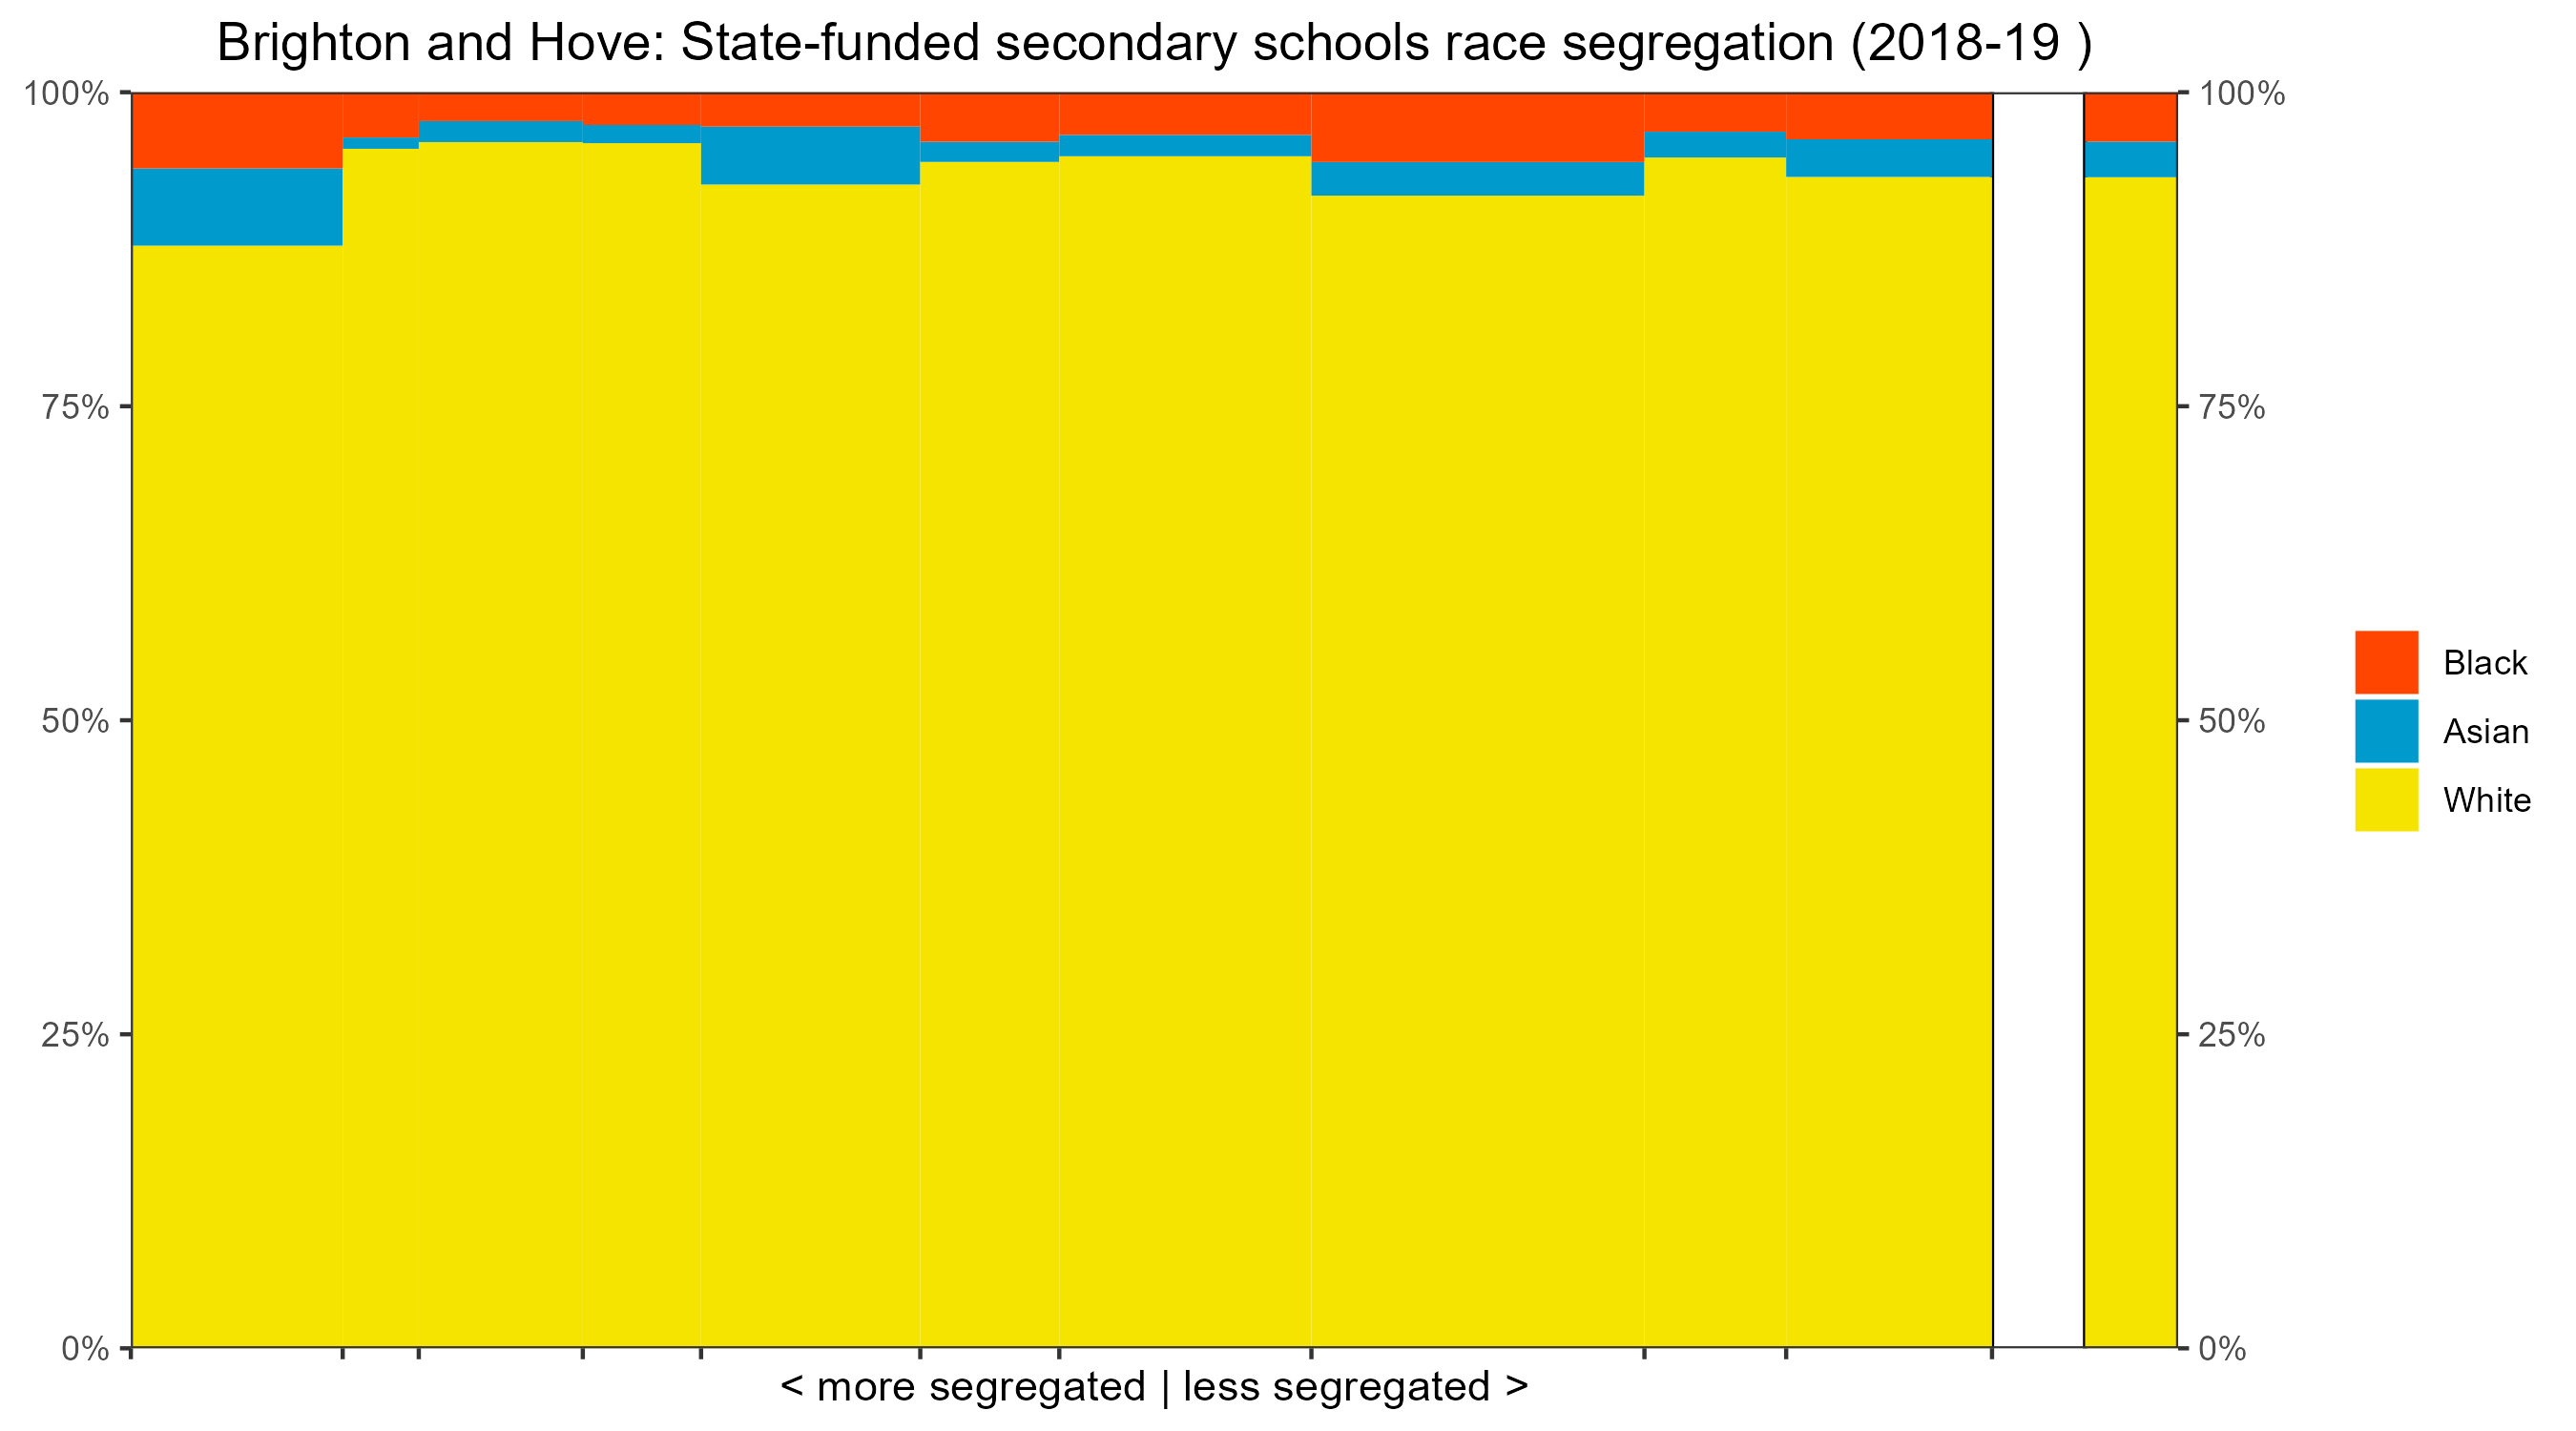 Brighton and Hove: State-funded secondary schools race segregation (2018-19 )
100%
75%
50%
25%
0%
100%
75%
50%
25%
0%
Black
Asian
White
< more segregated | less segregated >